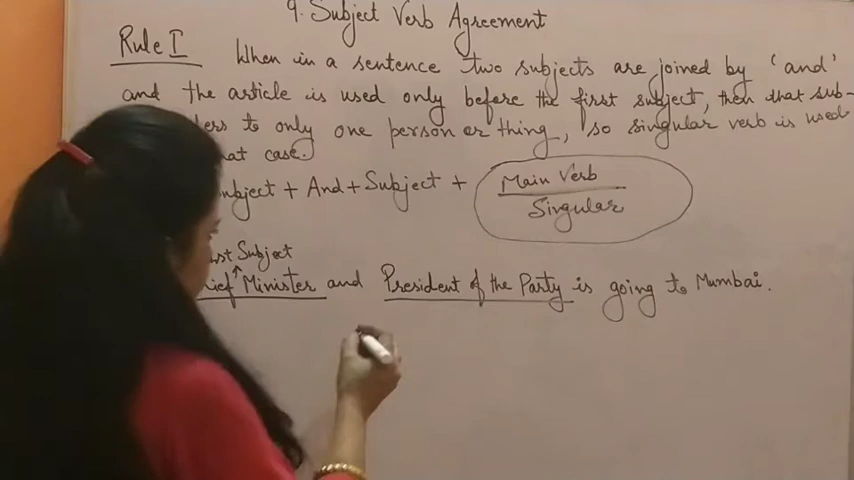 9. Subject Verb Agreement
Rule I When in a sentence two subjects are joined by 'and'
and the article is used only before the first subject, then that sub-
to only one person or thing, so singular verb is used
case.
+ And + Subject + Main Verb
Singular
Subject
Minister and President of the Party is going to Mumbai.